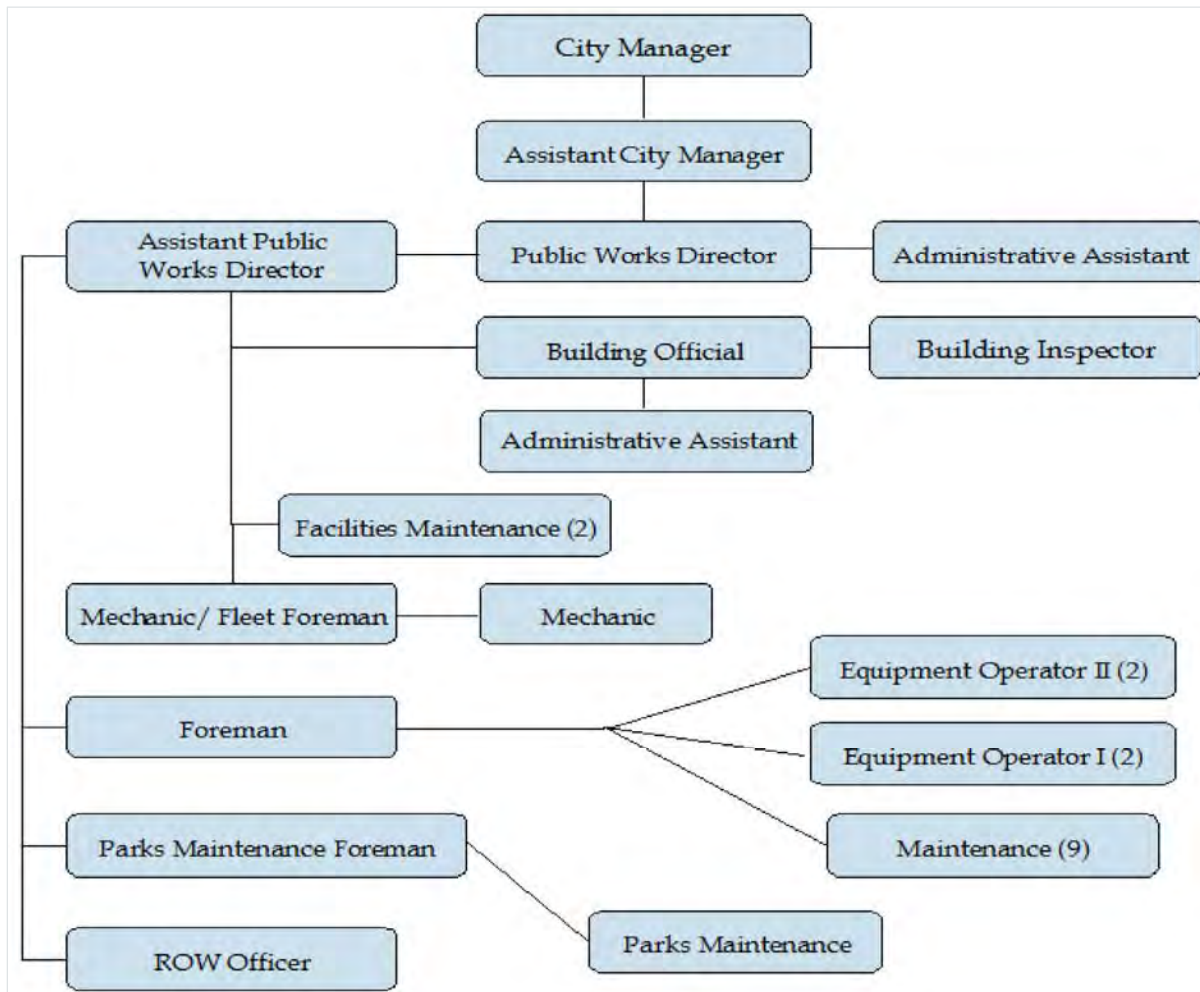 City Manager
Assistant City Manager
Assistant Public
Works Director
Public Works Director
Administrative Assistant
Building Official
Building Inspector
Administrative Assistant
Facilities Maintenance (2)
Mechanic/ Fleet Foreman
Mechanic
Equipment Operator II (2)
Foreman
Equipment Operator I (2)
Parks Maintenance Foreman
Maintenance (9)
Parks Maintenance
ROW Officer